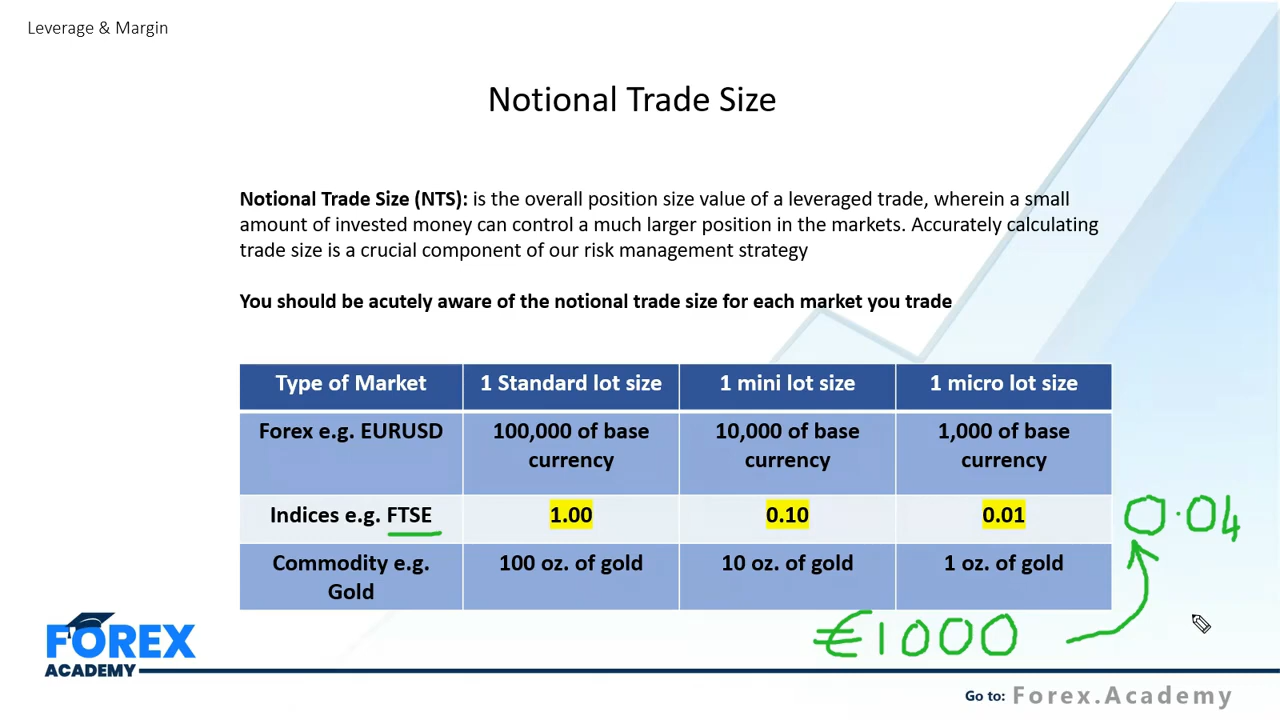 Leverage & Margin
Notional Trade Size
Notional Trade Size (NTS): is the overall position size value of a leveraged trade, wherein a small
amount of invested money can control a much larger position in the markets. Accurately calculating
trade size is a crucial component of our risk management strategy
You should be acutely aware of the notional trade size for each market you trade
Type of Market 1 Standard lot size 1 mini lot size 1 micro lot size
Forex e.g. EURUSD 100,000 of base 10,000 of base 1,000 of base
currency currency currency
Indices e.g. FTSE 1.00 0.10 0.01 0.04
Commodity e.g. 100 oz. of gold 10 oz. of gold 1 oz. of gold
Gold
€1000
FOREX
ACADEMY
Go to: Forex.Academy